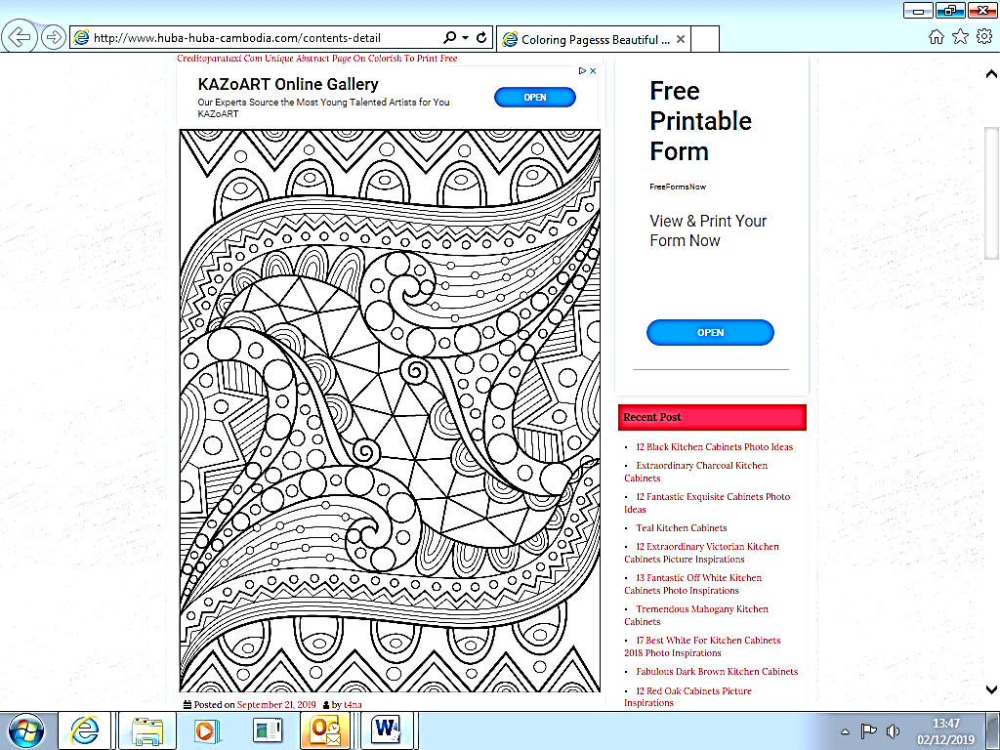 http://www.huba-huba-cambodia.com/contents-detail
Coloring Pagesss Beautiful ...
Creditoparataxi Com Unique Abstract Page On Colorish To Print Free
KAZoART Online Gallery
Our Experts Source the Most Young Talented Artists for You
KAZoART
OPEN
Free
Printable
Form
FreeFormsNow
View & Print Your
Form Now
OPEN
Recent Post
• 12 Black Kitchen Cabinets Photo Ideas
• Extraordinary Charcoal Kitchen
Cabinets
• 12 Fantastic Exquisite Cabinets Photo
Ideas
• Teal Kitchen Cabinets
• 12 Extraordinary Victorian Kitchen
Cabinets Picture Inspirations
• 13 Fantastic Off White Kitchen
Cabinets Photo Inspirations
• Tremendous Mahogany Kitchen
Cabinets
• 17 Best White For Kitchen Cabinets
2018 Photo Inspirations
• Fabulous Dark Brown Kitchen Cabinets
• 12 Red Oak Cabinets Picture
Inspirations
Posted on September 21, 2019 by t4na
13:47
02/12/2019